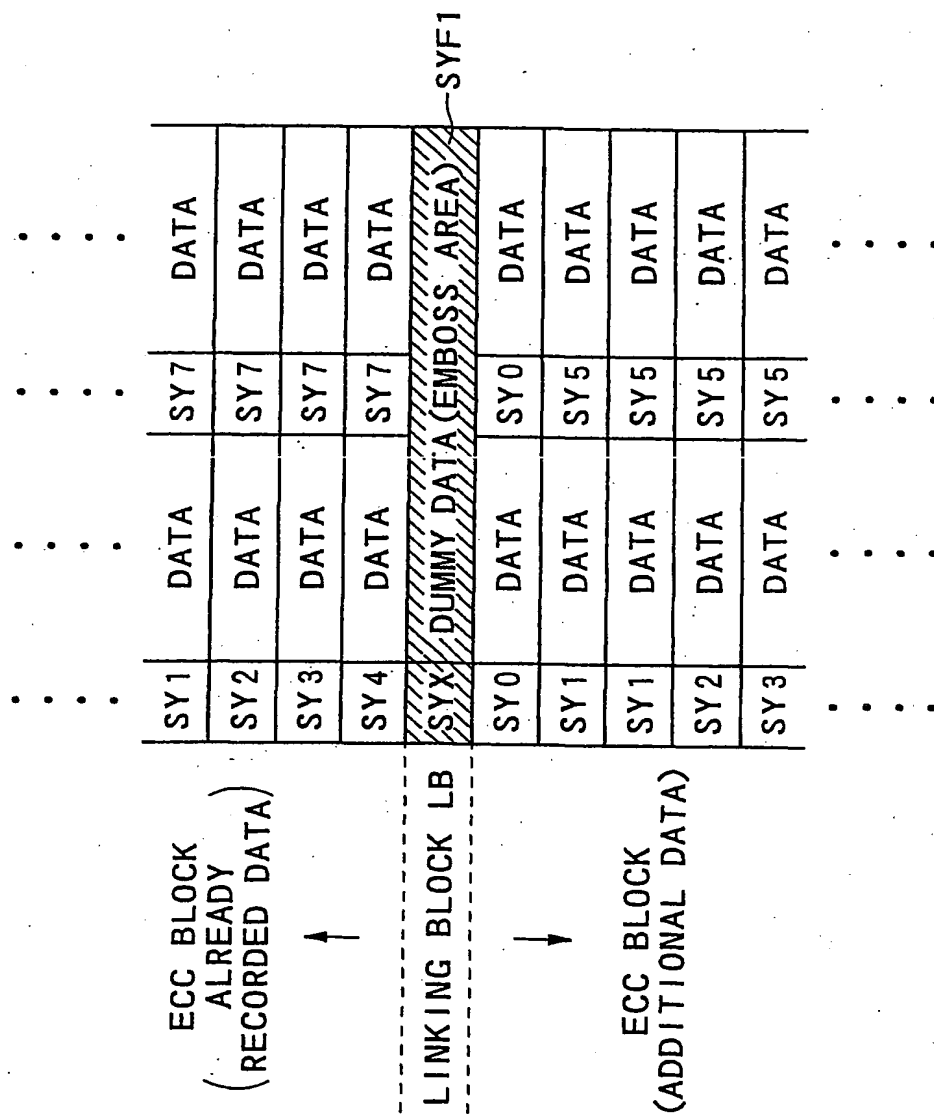 ECC BLOCK
ALREADY
(RECORDED DATA)
SY1 DATA SY7 DATA
SY2 DATA SY7 DATA
SY3 DATA SY7 DATA
SY4 DATA SY7 DATA
LINKING BLOCK LB
SYX DUMMY DATA(EMBOSS AREA)
SYF1
ECC BLOCK
(ADDITIONAL DATA)
SY0 DATA SY0 DATA
SY1 DATA SY5 DATA
SY1 DATA SY5 DATA
SY2 DATA SY5 DATA
SY3 DATA SY5 DATA